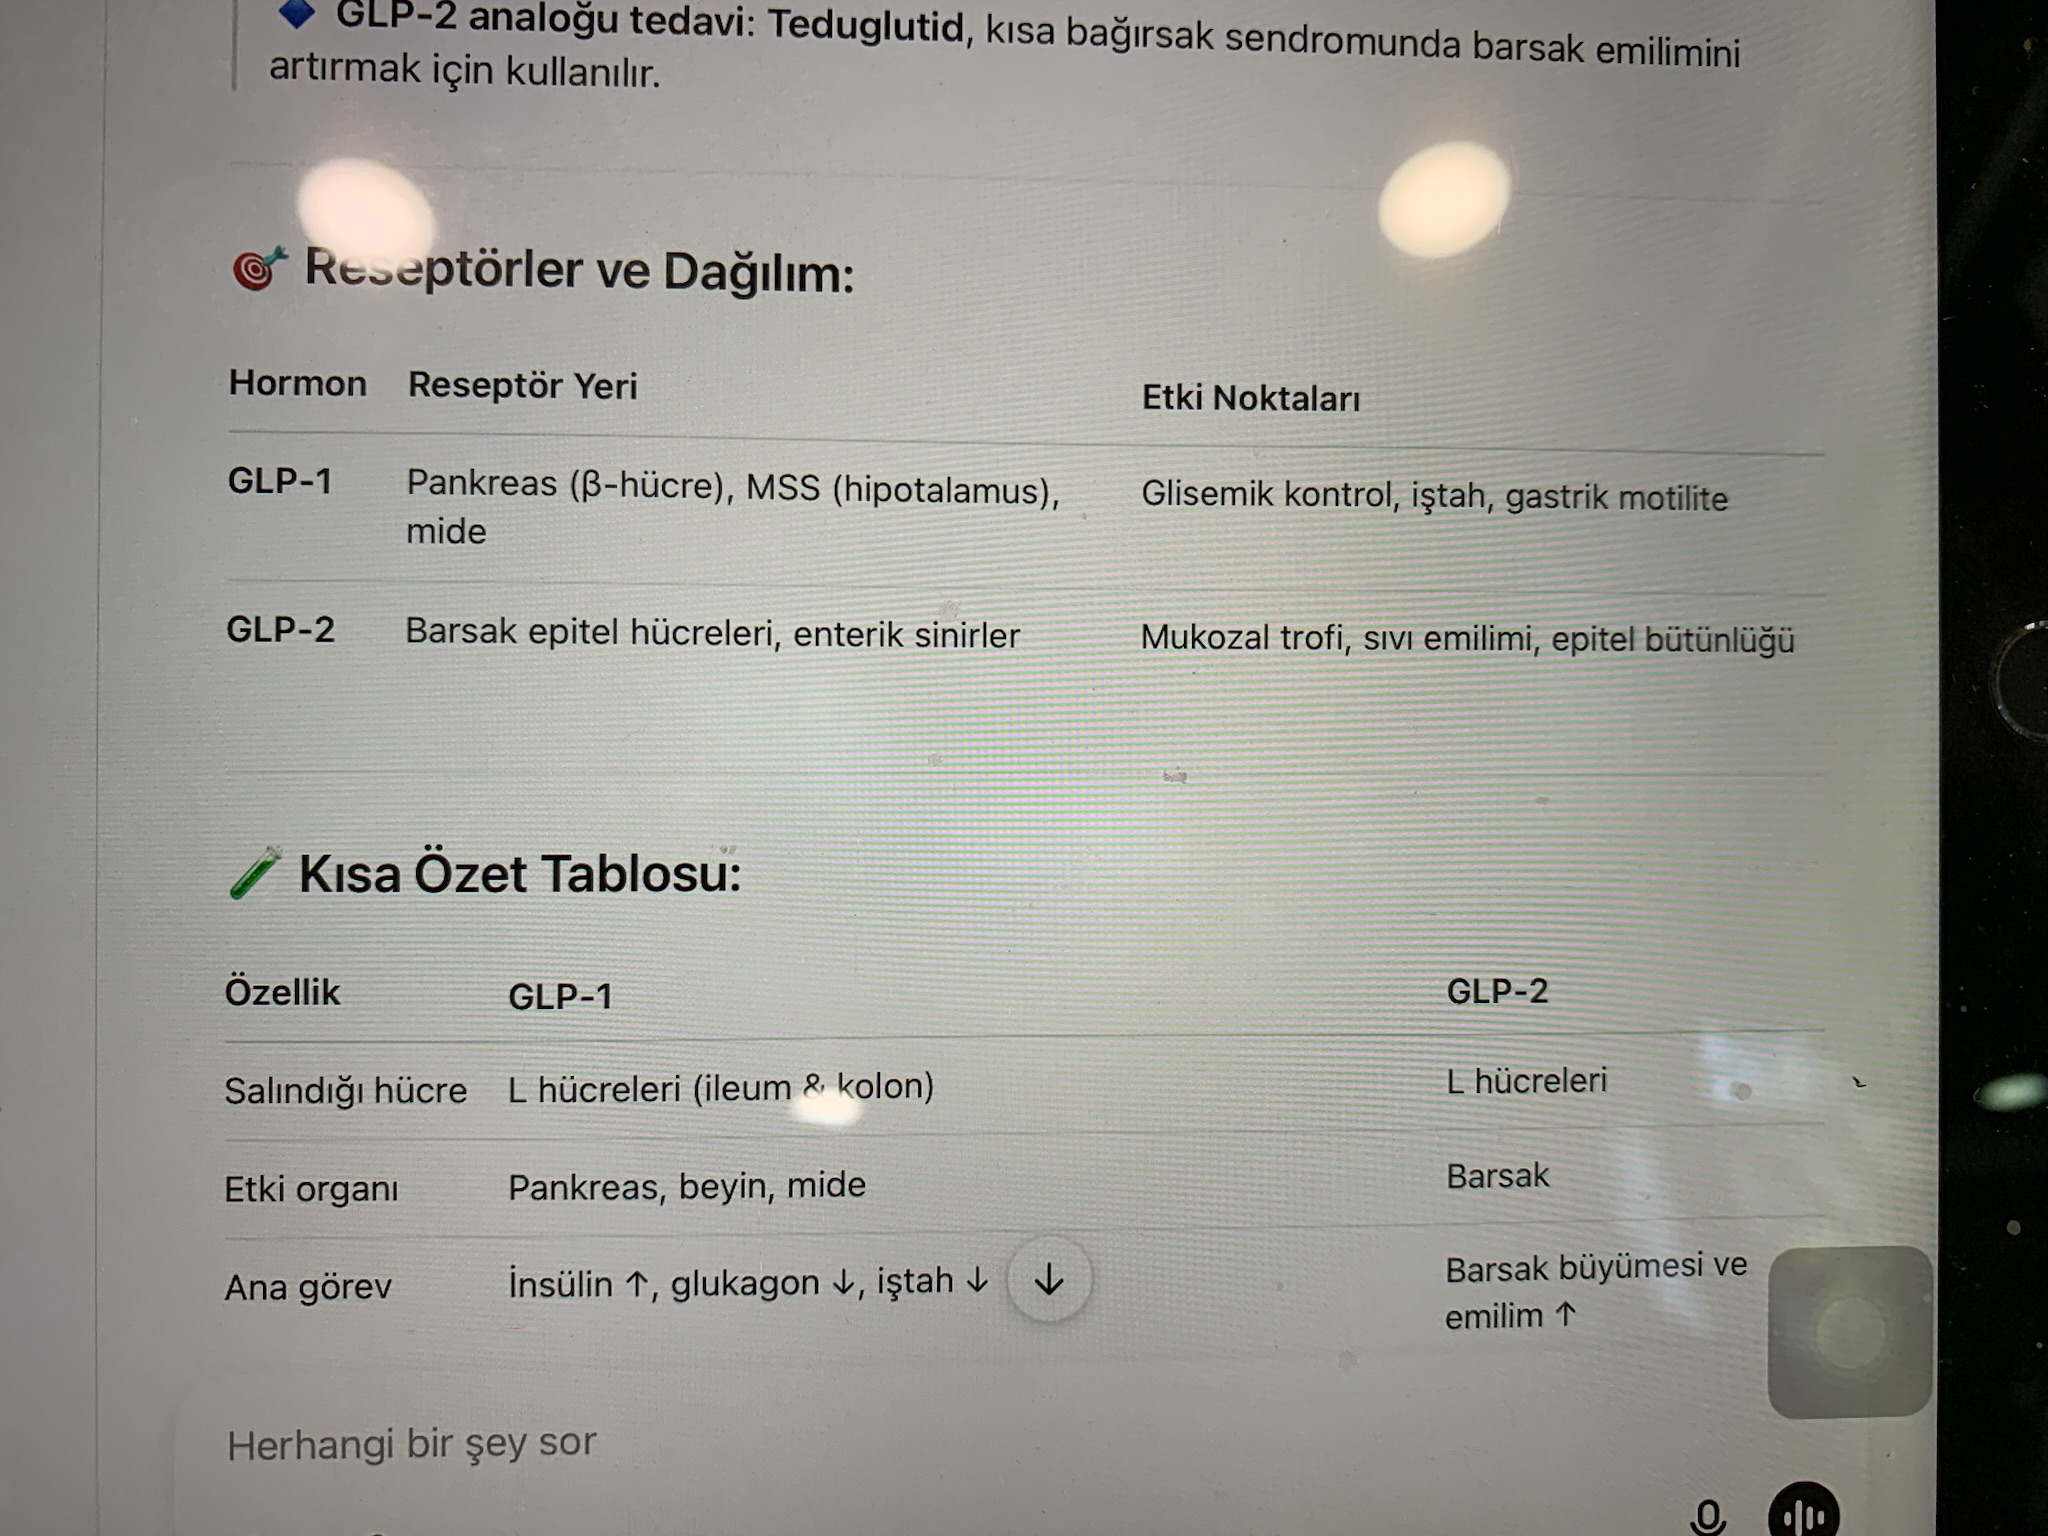 GLP-2 analoğu tedavi: Teduglutid, kısa bağırsak sendromunda barsak emilimini
artırmak için kullanılır.
Reseptörler ve Dağılım:
Hormon Reseptör Yeri Etki Noktaları
GLP-1 Pankreas (β-hücre), MSS (hipotalamus), Glisemik kontrol, iştah, gastrik motilite
mide
GLP-2 Barsak epitel hücreleri, enterik sinirler Mukozal trofi, sıvı emilimi, epitel bütünlüğü
Kısa Özet Tablosu:
Özellik GLP-1 GLP-2
Salındığı hücre L hücreleri (ileum & kolon) L hücreleri
Etki organı Pankreas, beyin, mide Barsak
Ana görev İnsülin ↑, glukagon ↓, iştah ↓ Barsak büyümesi ve
emilim ↑
Herhangi bir şey sor